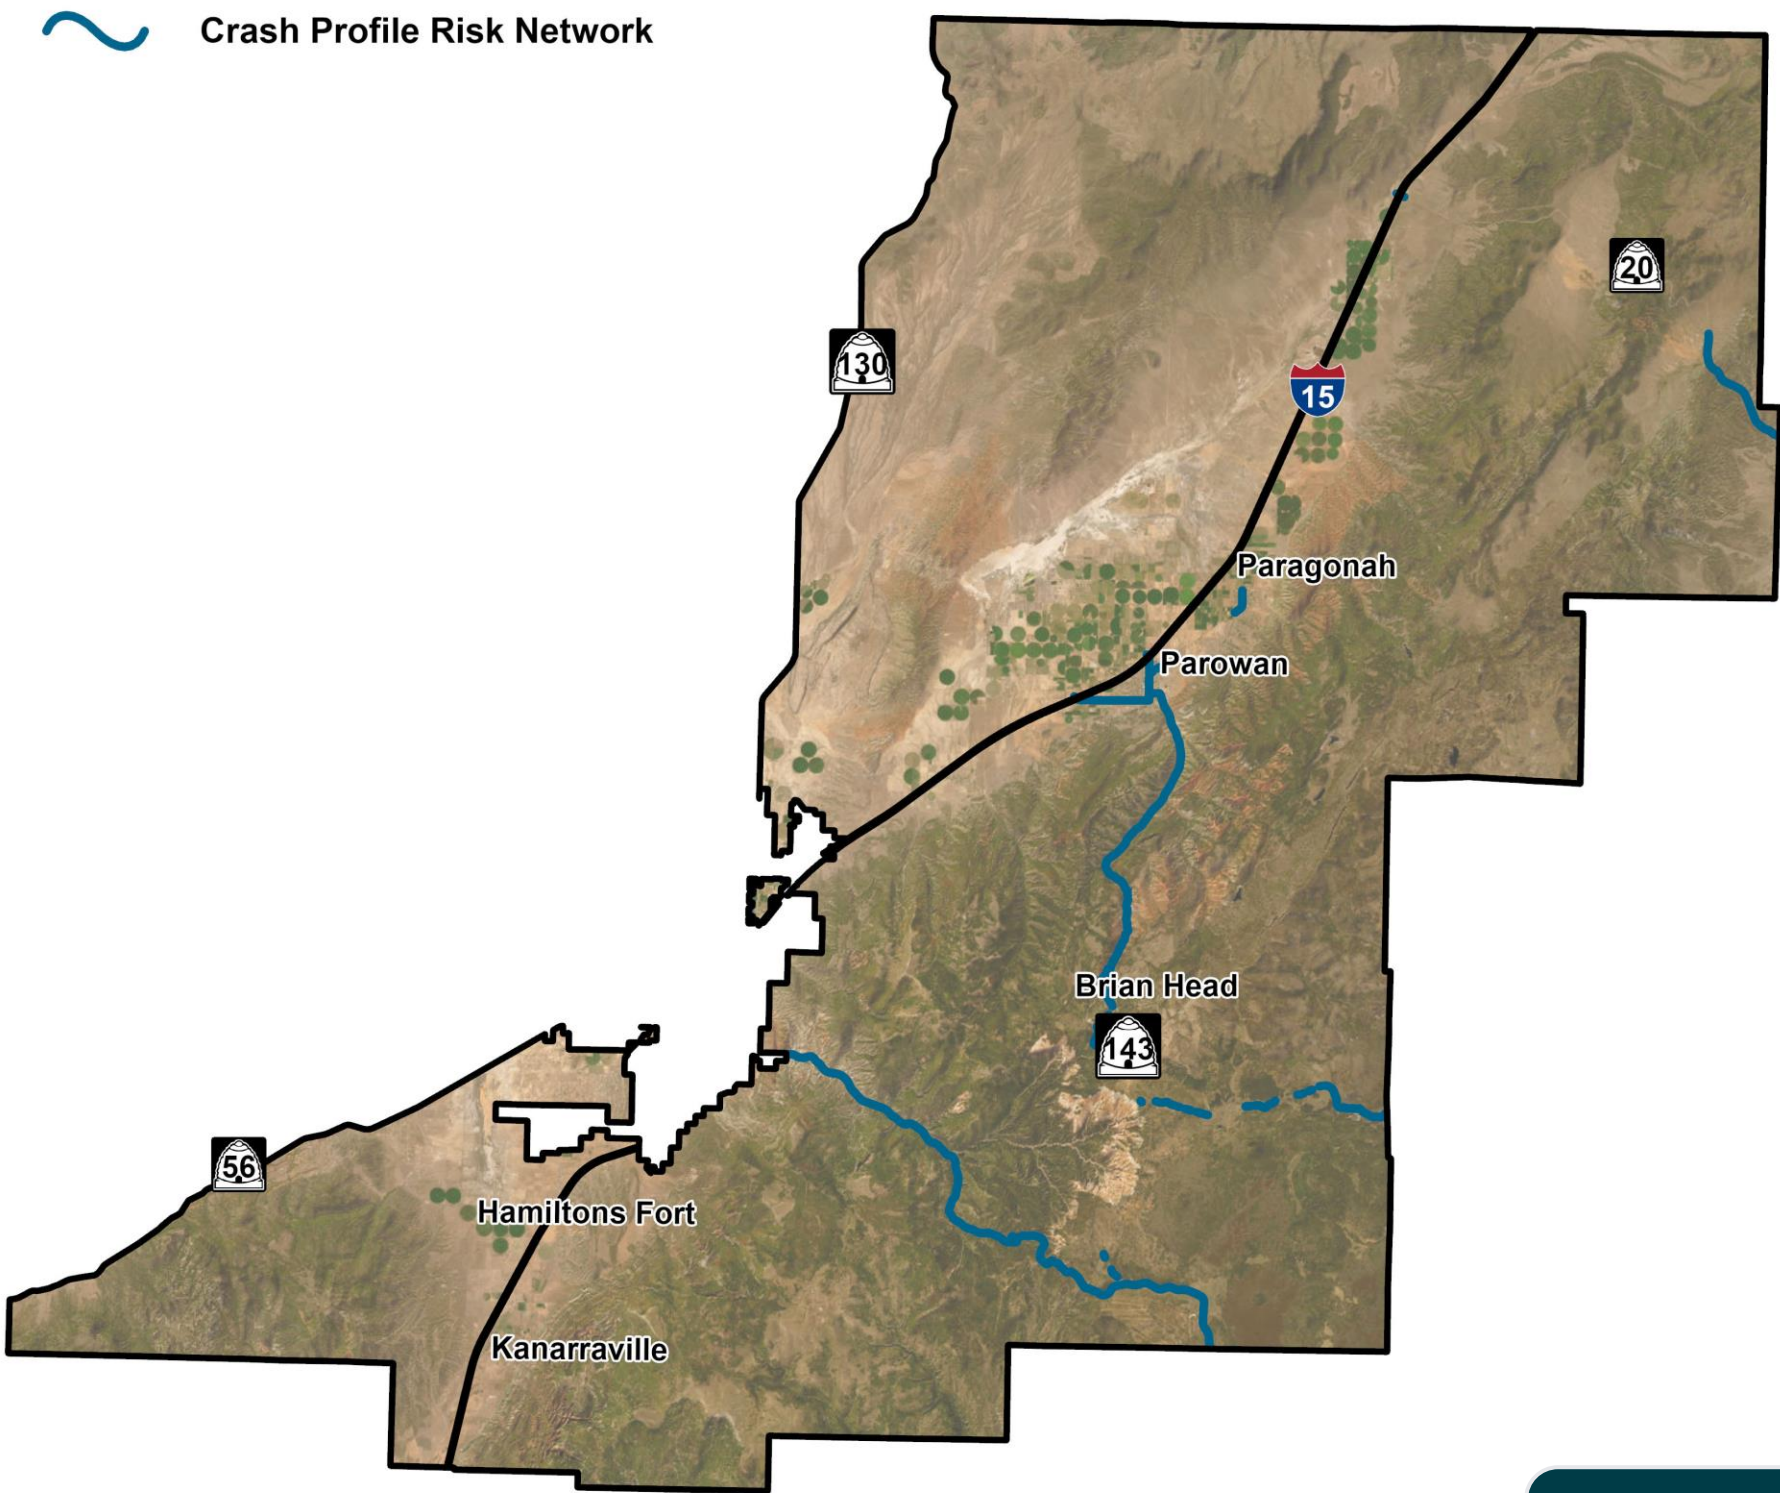 Crash Profile Risk Network
20
130
15
Paragonah
Parowan
Brian Head
143
56
Hamiltons Fort
Kanarraville